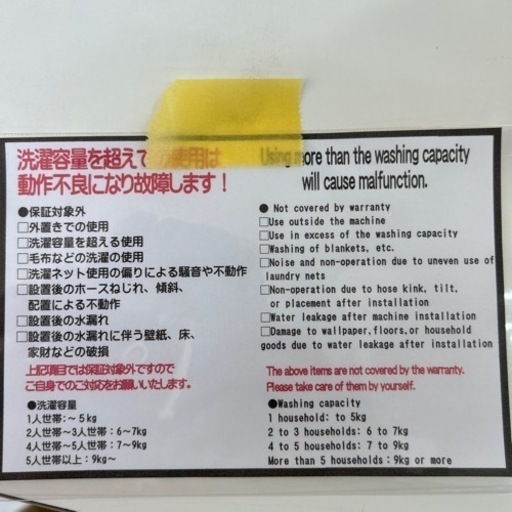 洗濯容量を超えての使用は
動作不良になり故障します！
●保証対象外
□外置きでの使用
□洗濯容量を超える使用
□毛布などの洗濯の使用
□洗濯ネット使用の偏りによる騒音や不動作
□設置後のホースねじれ、傾斜、
配置による不動作
□設置後の水漏れ
□設置後の水漏れに伴う壁紙、床、
家財などの破損
上記項目では保証対象外ですので
ご自身でのご対応をお願いいたします。
●洗濯容量
1人世帯:～5kg
2人世帯～3人世帯:6～7kg
4人世帯～5人世帯:7～9kg
5人世帯以上:9kg～
Using more than the washing capacity
will cause malfunction.
● Not covered by warranty
□Use outside the machine
□Use in excess of the washing capacity
□Washing of blankets, etc.
□Noise and non-operation due to uneven use of
laundry nets
□Non-operation due to hose kink, tilt,
or placement after installation
□Water leakage after machine installation
□Damage to wallpaper,floors,or household
goods due to water leakage after installation
The above items are not covered by the warranty.
Please take care of them by yourself.
●Washing capacity
1 household: to 5kg
2 to 3 households: 6 to 7kg
4 to 5 households: 7 to 9kg
More than 5 households:9kg or more